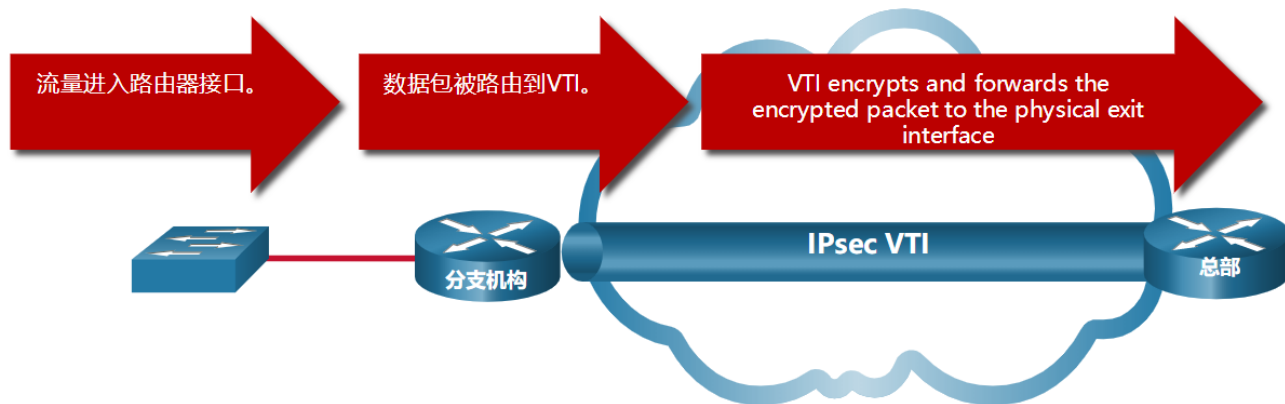 流量进入路由器接口。
数据包被路由到VTI。
VTI encrypts and forwards the
encrypted packet to the physical exit
interface
IPsec VTI
分支机构
总部